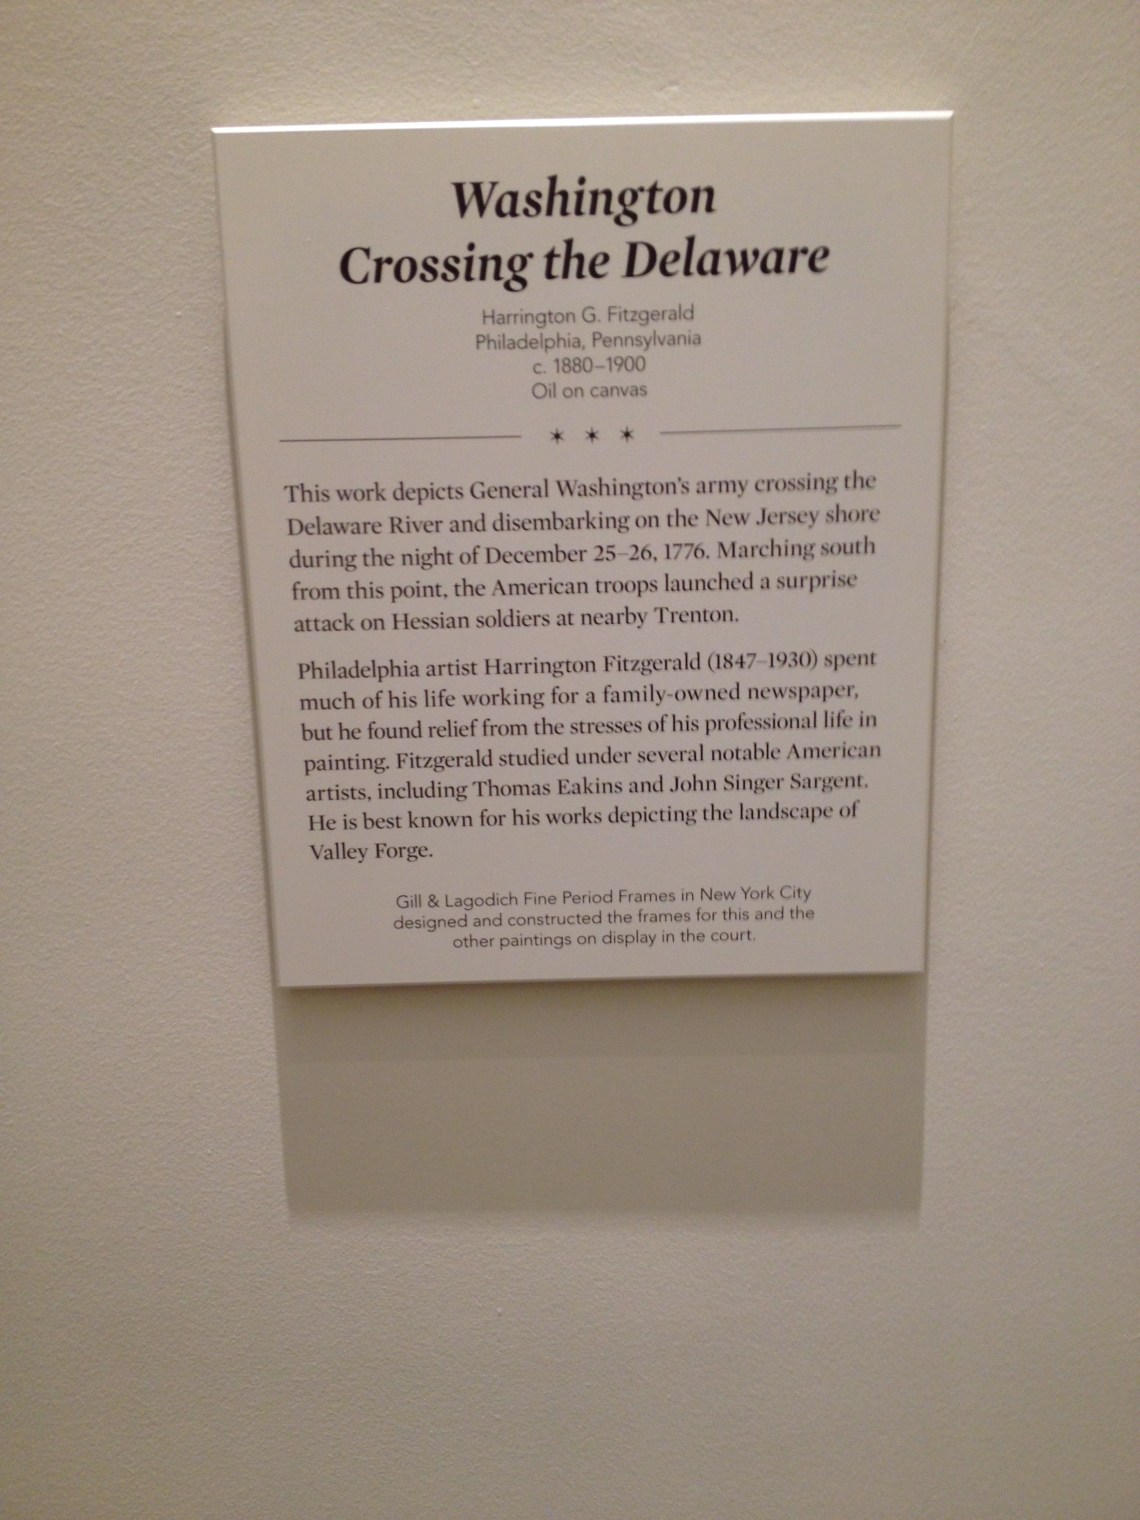 Washington
Crossing the Delaware
Harrington G. Fitzgerald
Philadelphia, Pennsylvania
c. 1880–1900
Oil on canvas
✶ ✶ ✶
This work depicts General Washington's army crossing the
Delaware River and disembarking on the New Jersey shore
during the night of December 25–26, 1776. Marching south
from this point, the American troops launched a surprise
attack on Hessian soldiers at nearby Trenton.
Philadelphia artist Harrington Fitzgerald (1847–1930) spent
much of his life working for a family-owned newspaper,
but he found relief from the stresses of his professional life in
painting. Fitzgerald studied under several notable American
artists, including Thomas Eakins and John Singer Sargent.
He is best known for his works depicting the landscape of
Valley Forge.
Gill & Lagodich Fine Period Frames in New York City
designed and constructed the frames for this and the
other paintings on display in the court.